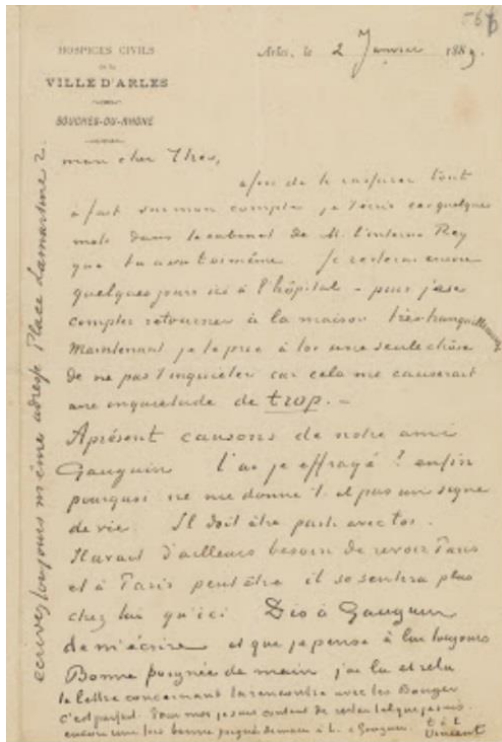 567
HOSPICES CIVILS
de la
VILLE D'ARLES
BOUCHES-DU-RHÔNE
Arles, le 2 Janvier 1889
mon cher Theo,
afin de te rassurer tout
à fait sur mon compte je t'écris ces quelques
mots dans le cabinet de M. l'interne Rey
que tu as vu toi même. Je resterai encore
quelques jours ici à l'hôpital – puis j'ose
compter retourner à la maison très tranquillement
Maintenant je te prie à toi une seule chose
de ne pas t'inquiéter car cela me causerait
une inquietude de trop. –
Aprésent causons de notre ami
Gauguin l'ai je effrayé? enfin
pourquoi ne me donne t'il pas un signe
de vie. Il doit être parti avec toi.
Il avait d'ailleurs besoin de revoir Paris
et à Paris peut être il se sentira plus
chez lui qu'ici. Dis à Gauguin
de m'écrire et que je pense à lui toujours
Bonne poignée de main j'ai lu et relu
ta lettre concernant la rencontre avec les Bonger
c'est parfait. Pour moi je suis content de rester tel que je suis.
encore une fois bonne poignée de main à t. à Gauguin. t. à t.
Vincent
ecrivez toujours même adresse Place Lamartine 2.